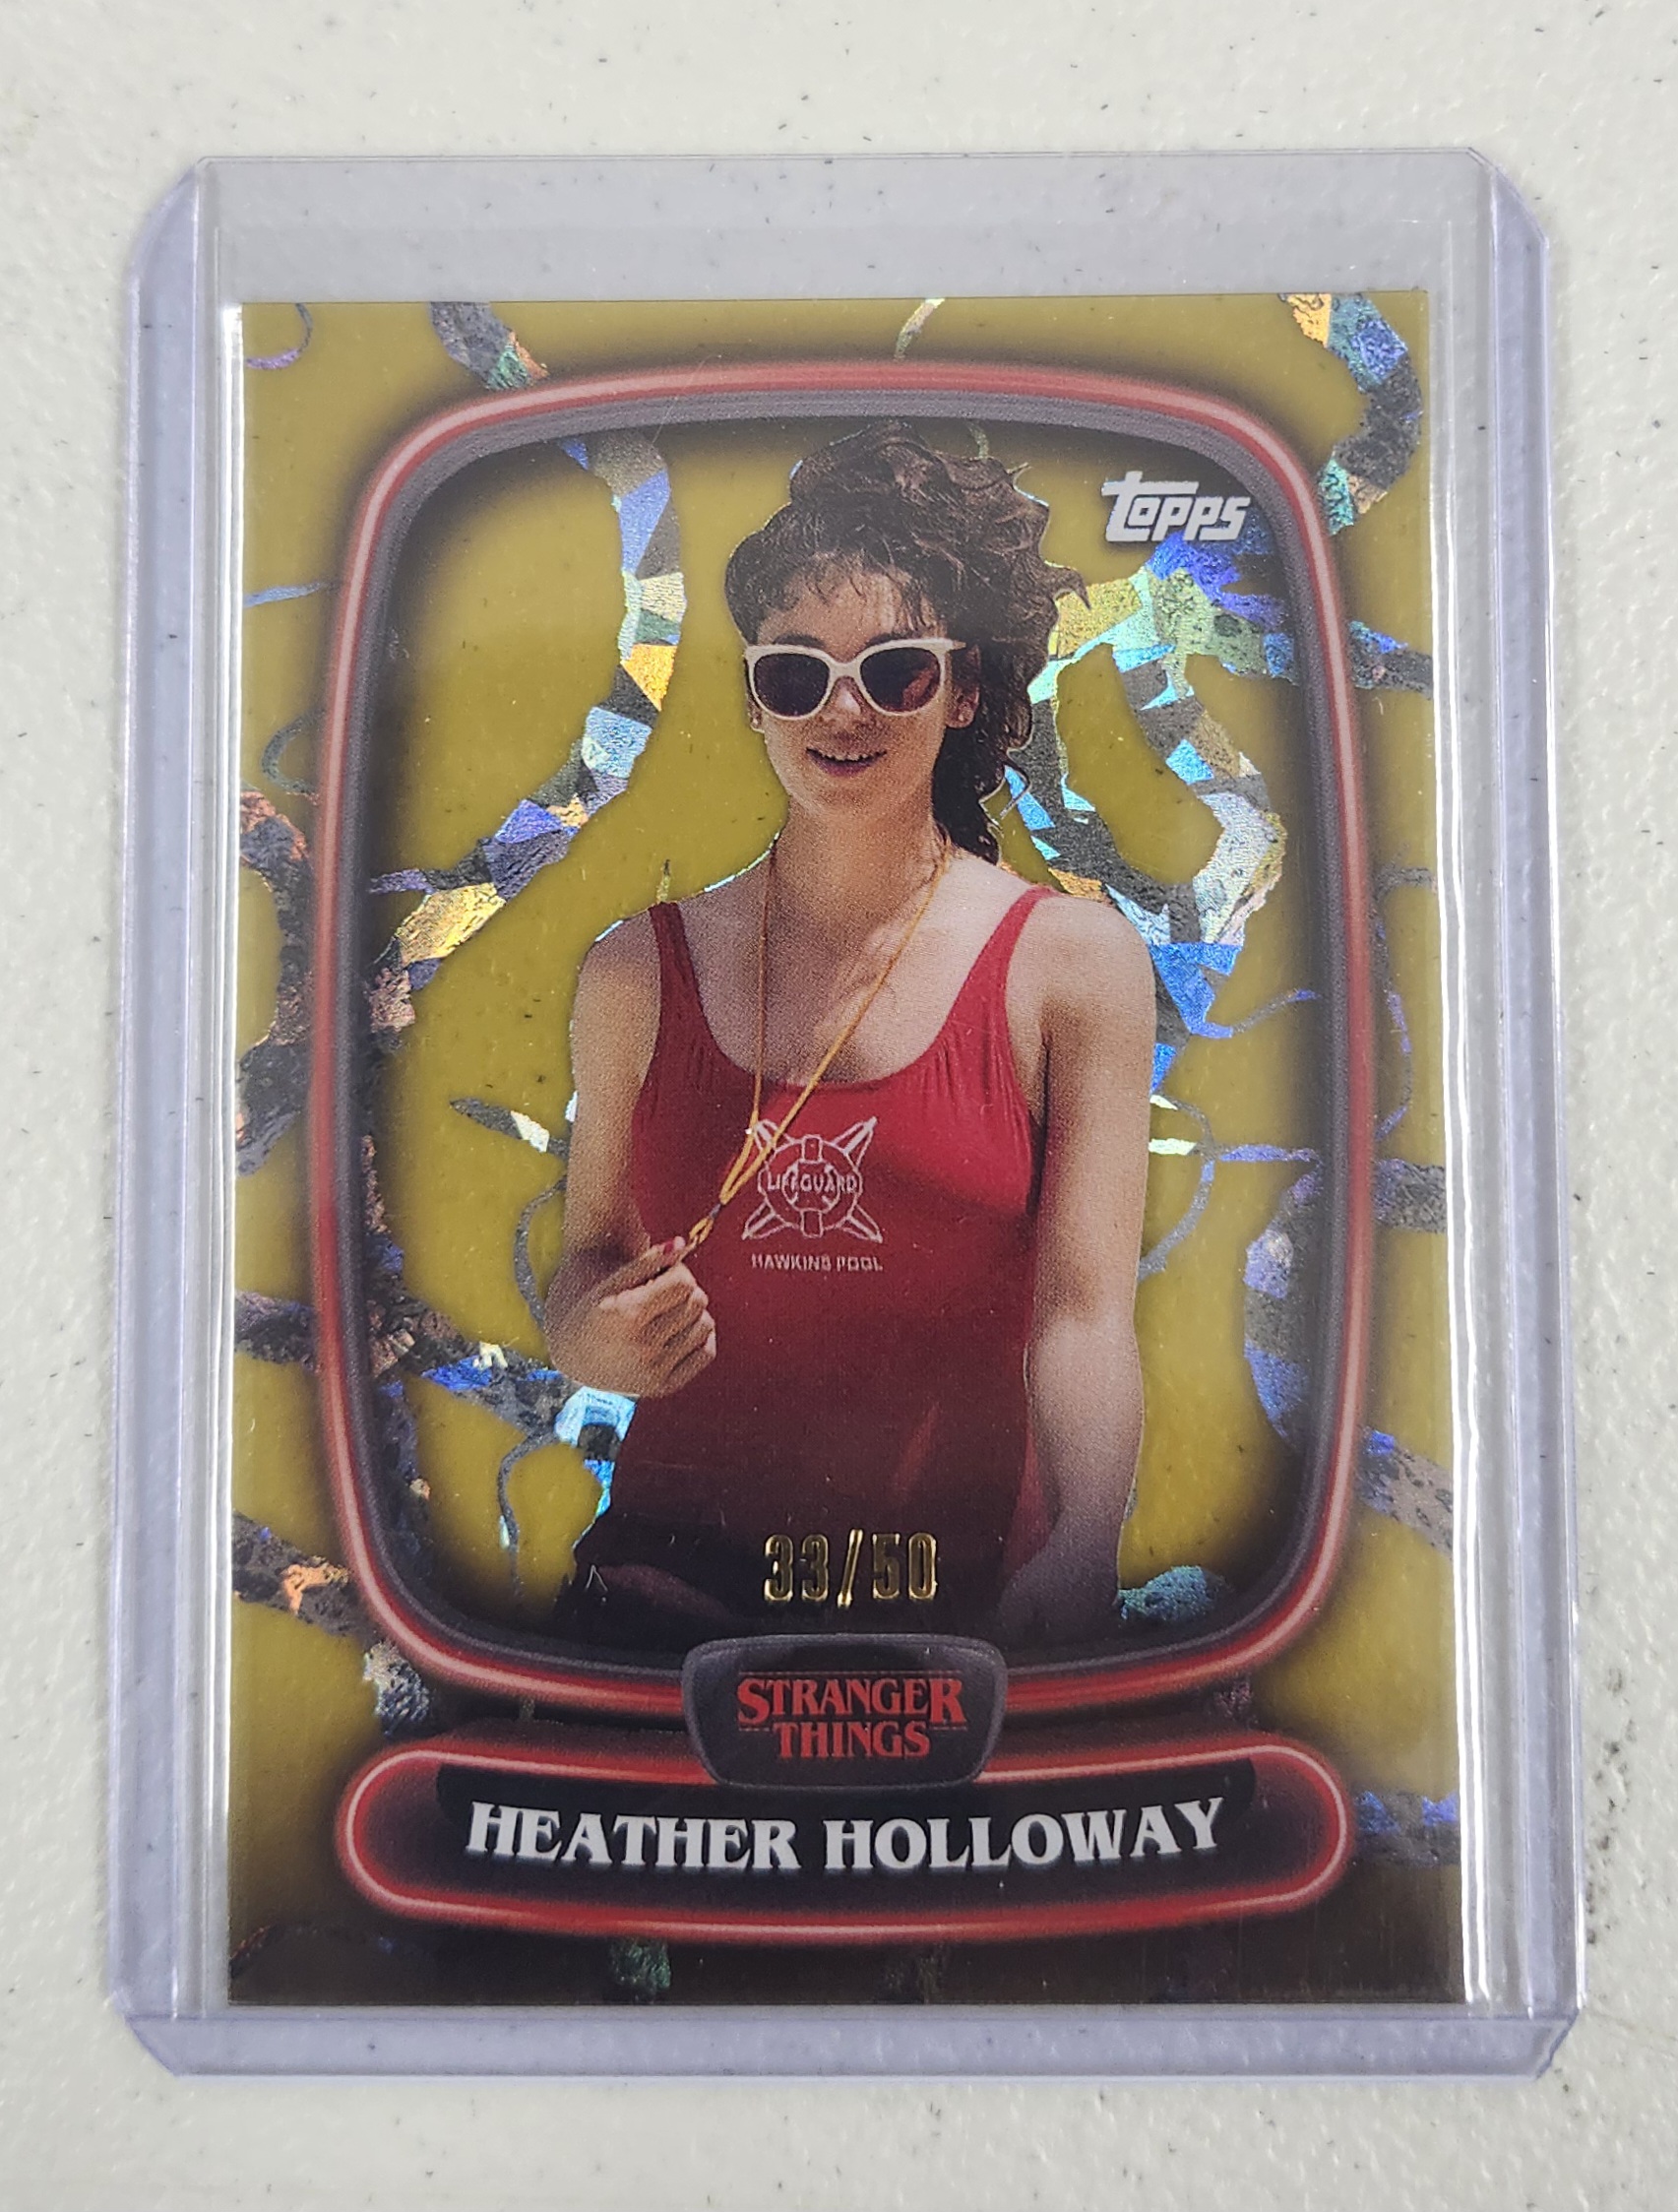 topps
LIFEGUARD
HAWKINS POOL
33/50
STRANGER
THINGS
HEATHER HOLLOWAY